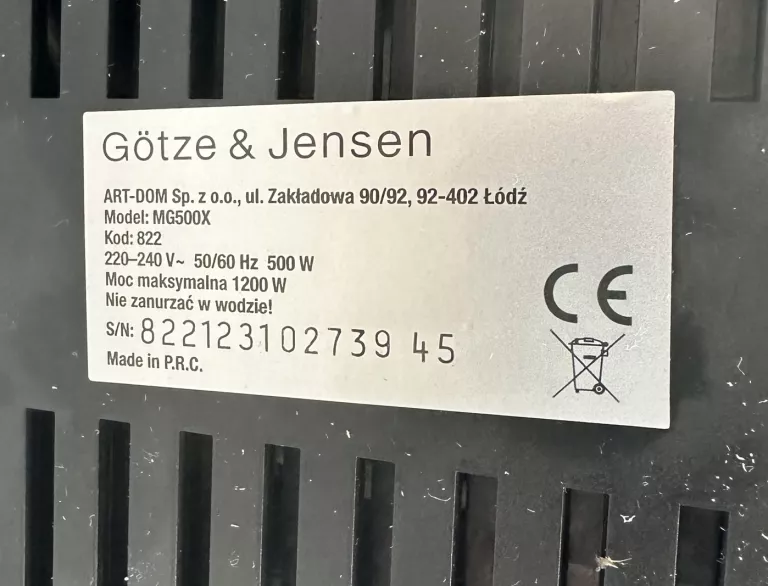 Götze & Jensen
ART-DOM Sp. z o.o., ul. Zakładowa 90/92, 92-402 Łódź
Model: MG500X
Kod: 822
220–240 V~ 50/60 Hz 500 W
Moc maksymalna 1200 W
Nie zanurzać w wodzie!
S/N: 822123102739 45
Made in P.R.C.
CE